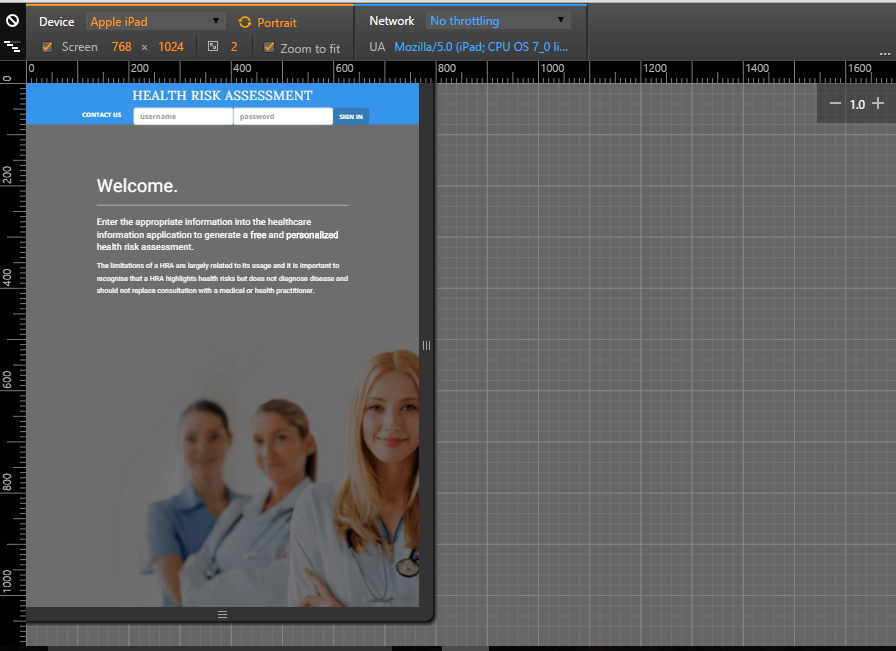 Device Apple iPad Portrait Network No throttling
Screen 768 × 1024 2 Zoom to fit UA Mozilla/5.0 (iPad; CPU OS 7_0 li...
...
0 200 400 600 800 1000 1200 1400 1600
0
200
400
600
800
1000
1.0
HEALTH RISK ASSESSMENT
CONTACT US username password SIGN IN
Welcome.
Enter the appropriate information into the healthcare
information application to generate a free and personalized
health risk assessment.
The limitations of a HRA are largely related to its usage and it is important to
recognise that a HRA highlights health risks but does not diagnose disease and
should not replace consultation with a medical or health practitioner.